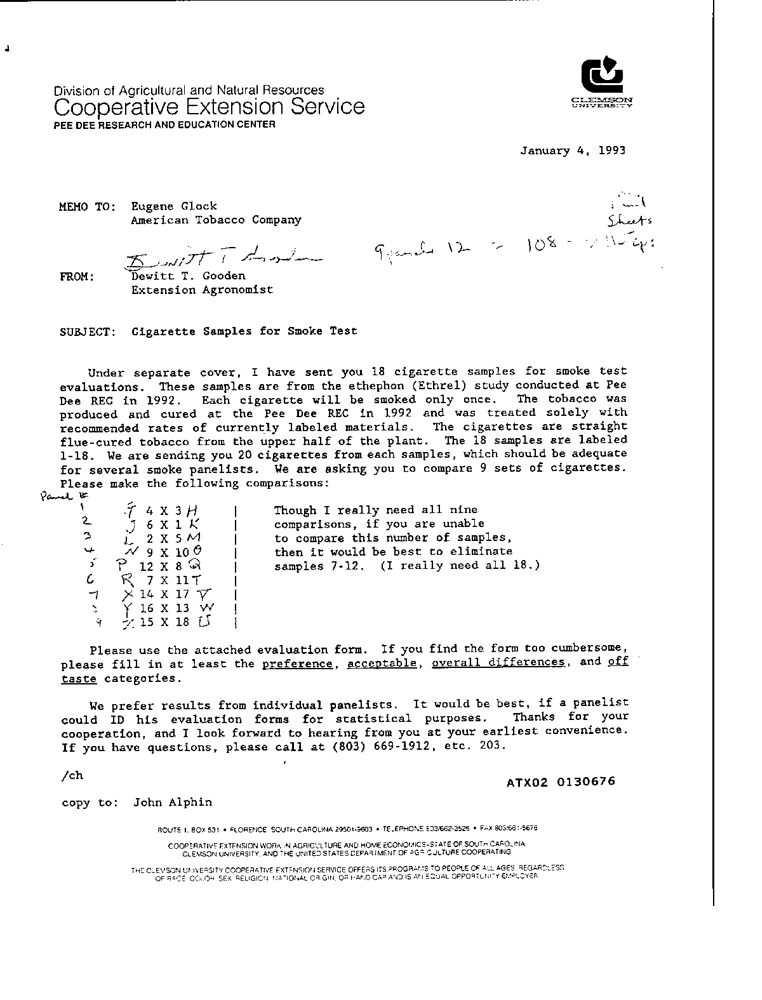 Division of Agricultural and Natural Resources
Cooperative Extension Service
PEE DEE RESEARCH AND EDUCATION CENTER
CLEMSON
UNIVERSITY
January 4, 1993
MEMO TO: Eugene Glock
American Tobacco Company
Sheets
12 108
FROM: Dewitt T. Gooden
Extension Agronomist
SUBJECT: Cigarette Samples for Smoke Test
Under separate cover, I have sent you 18 cigarette samples for smoke test
evaluations. These samples are from the ethephon (Ethrel) study conducted at Pee
Dee REC in 1992. Each cigarette will be smoked only once. The tobacco was
produced and cured at the Pee Dee REC in 1992 and was treated solely with
recommended rates of currently labeled materials. The cigarettes are straight
flue-cured tobacco from the upper half of the plant. The 18 samples are labeled
1-18. We are sending you 20 cigarettes from each samples, which should be adequate
for several smoke panelists. We are asking you to compare 9 sets of cigarettes.
Please make the following comparisons:
Panel #
1 4 X 3 H | Though I really need all nine
2 J 6 X 1 K | comparisons, if you are unable
3 L 2 X 5 M | to compare this number of samples,
4 N 9 X 10 O | then it would be best to eliminate
5 P 12 X 8 Q | samples 7-12. (I really need all 18.)
6 R 7 X 11 T |
7 X 14 X 17 V |
Y 16 X 13 W |
9 Z 15 X 18 U |
Please use the attached evaluation form. If you find the form too cumbersome,
please fill in at least the preference, acceptable, overall differences, and off
taste categories.
We prefer results from individual panelists. It would be best, if a panelist
could ID his evaluation forms for statistical purposes. Thanks for your
cooperation, and I look forward to hearing from you at your earliest convenience.
If you have questions, please call at (803) 669-1912, etc. 203.
/ch
ATX02 0130676
copy to: John Alphin
ROUTE 1, BOX 531 • FLORENCE SOUTH CAROLINA 29501-9603 • TELEPHONE 803/662-3526 • FAX 803/661-5676
COOPERATIVE EXTENSION WORK IN AGRICULTURE AND HOME ECONOMICS-STATE OF SOUTH CAROLINA,
CLEMSON UNIVERSITY, AND THE UNITED STATES DEPARTMENT OF AGRICULTURE COOPERATING
THE CLEMSON UNIVERSITY COOPERATIVE EXTENSION SERVICE OFFERS ITS PROGRAMS TO PEOPLE OF ALL AGES REGARDLESS
OF RACE, COLOR, SEX, RELIGION, NATIONAL ORIGIN, OR HANDICAP AND IS AN EQUAL OPPORTUNITY EMPLOYER